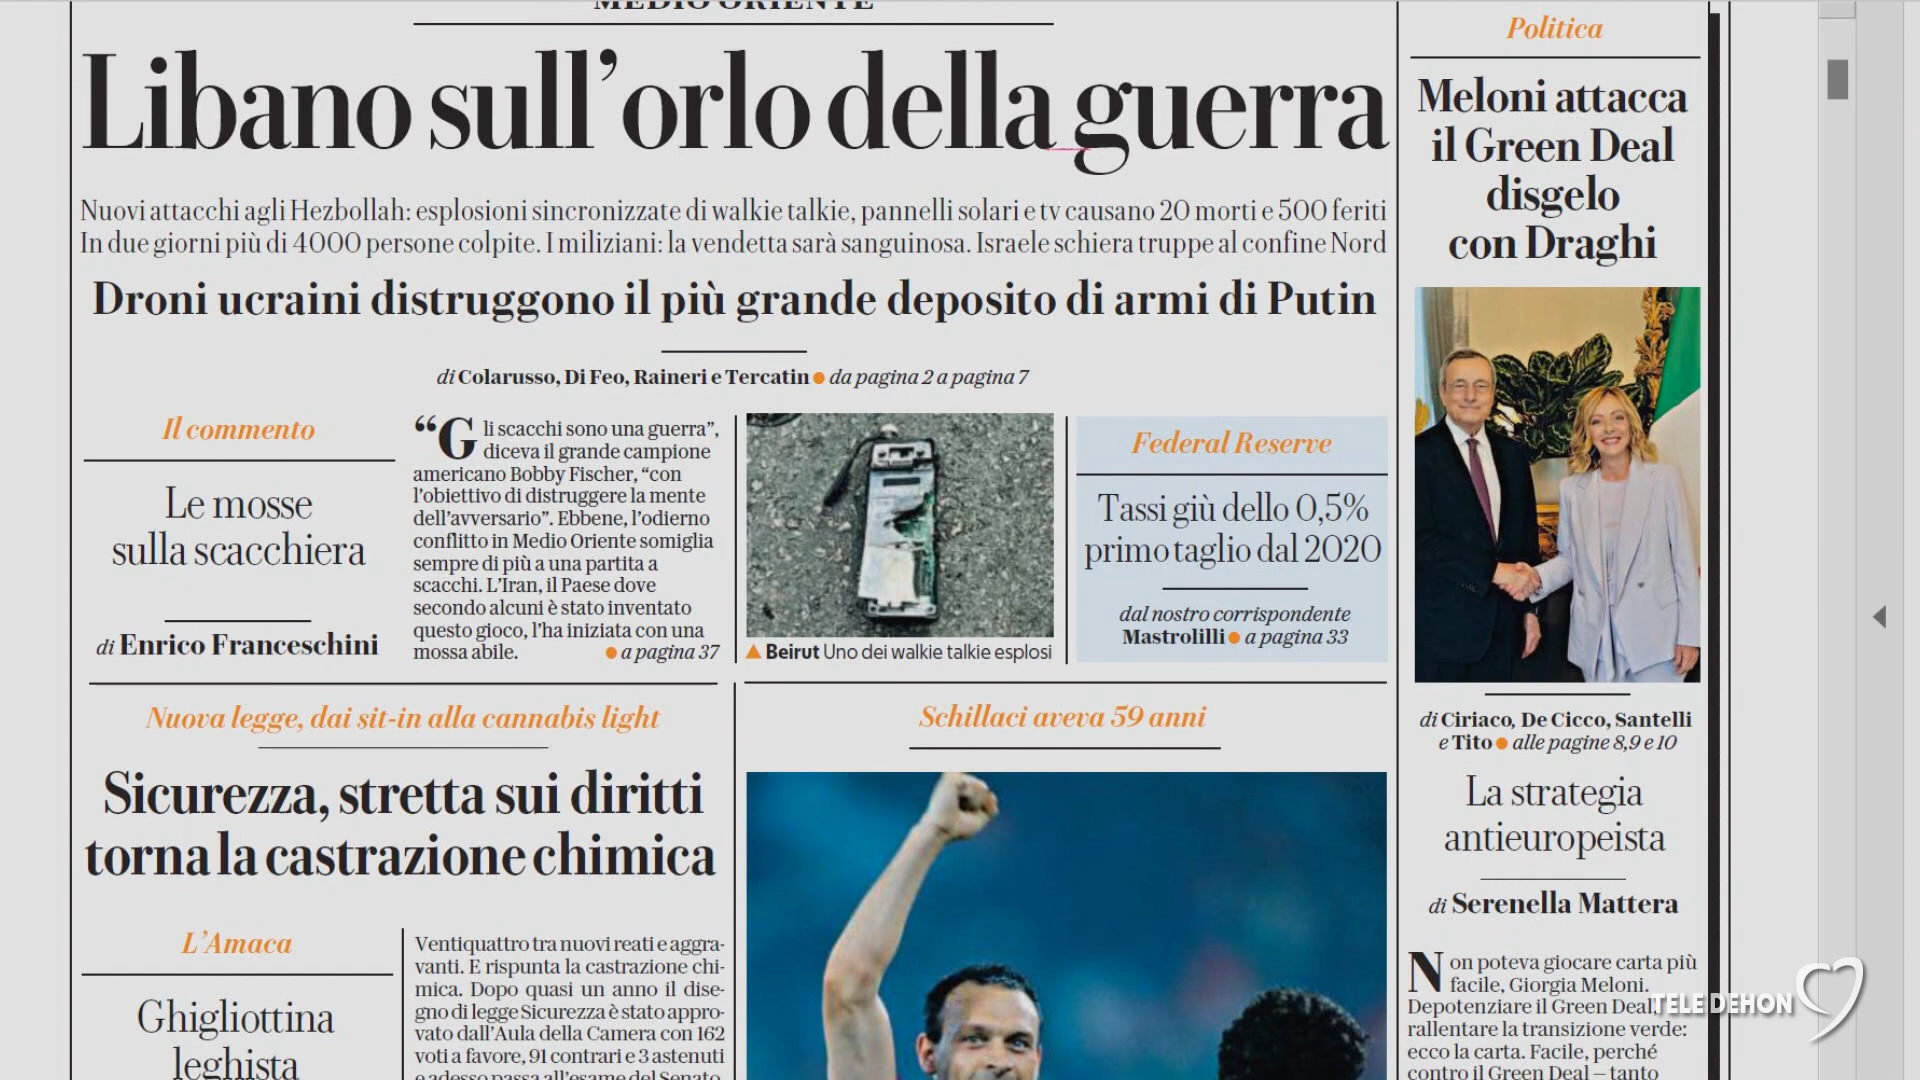 MEDIO ORIENTE
Libano sull'orlo della guerra
Nuovi attacchi agli Hezbollah: esplosioni sincronizzate di walkie talkie, pannelli solari e tv causano 20 morti e 500 feriti
In due giorni più di 4000 persone colpite. I miliziani: la vendetta sarà sanguinosa. Israele schiera truppe al confine Nord
Droni ucraini distruggono il più grande deposito di armi di Putin
di Colarusso, Di Feo, Raineri e Tercatin ● da pagina 2 a pagina 7
Il commento
Le mosse
sulla scacchiera
di Enrico Franceschini
“Gli scacchi sono una guerra”,
diceva il grande campione
americano Bobby Fischer, “con
l'obiettivo di distruggere la mente
dell'avversario”. Ebbene, l'odierno
conflitto in Medio Oriente somiglia
sempre di più a una partita a
scacchi. L'Iran, il Paese dove
secondo alcuni è stato inventato
questo gioco, l'ha iniziata con una
mossa abile. ● a pagina 37
▲ Beirut Uno dei walkie talkie esplosi
Federal Reserve
Tassi giù dello 0,5%
primo taglio dal 2020
dal nostro corrispondente
Mastrolilli ● a pagina 33
Nuova legge, dai sit-in alla cannabis light
Sicurezza, stretta sui diritti
torna la castrazione chimica
L'Amaca
Ghigliottina
leghista
Ventiquattro tra nuovi reati e aggra-
vanti. E rispunta la castrazione chi-
mica. Dopo quasi un anno il dise-
gno di legge Sicurezza è stato appro-
vato dall'Aula della Camera con 162
voti a favore, 91 contrari e 3 astenuti
e adesso passa all'esame del Senato.
Schillaci aveva 59 anni
Politica
Meloni attacca
il Green Deal
disgelo
con Draghi
di Ciriaco, De Cicco, Santelli
e Tito ● alle pagine 8,9 e 10
La strategia
antieuropeista
di Serenella Mattera
Non poteva giocare carta più
facile, Giorgia Meloni.
Depotenziare il Green Deal,
rallentare la transizione verde:
ecco la carta. Facile, perché
contro il Green Deal – tanto
TELE DEHON